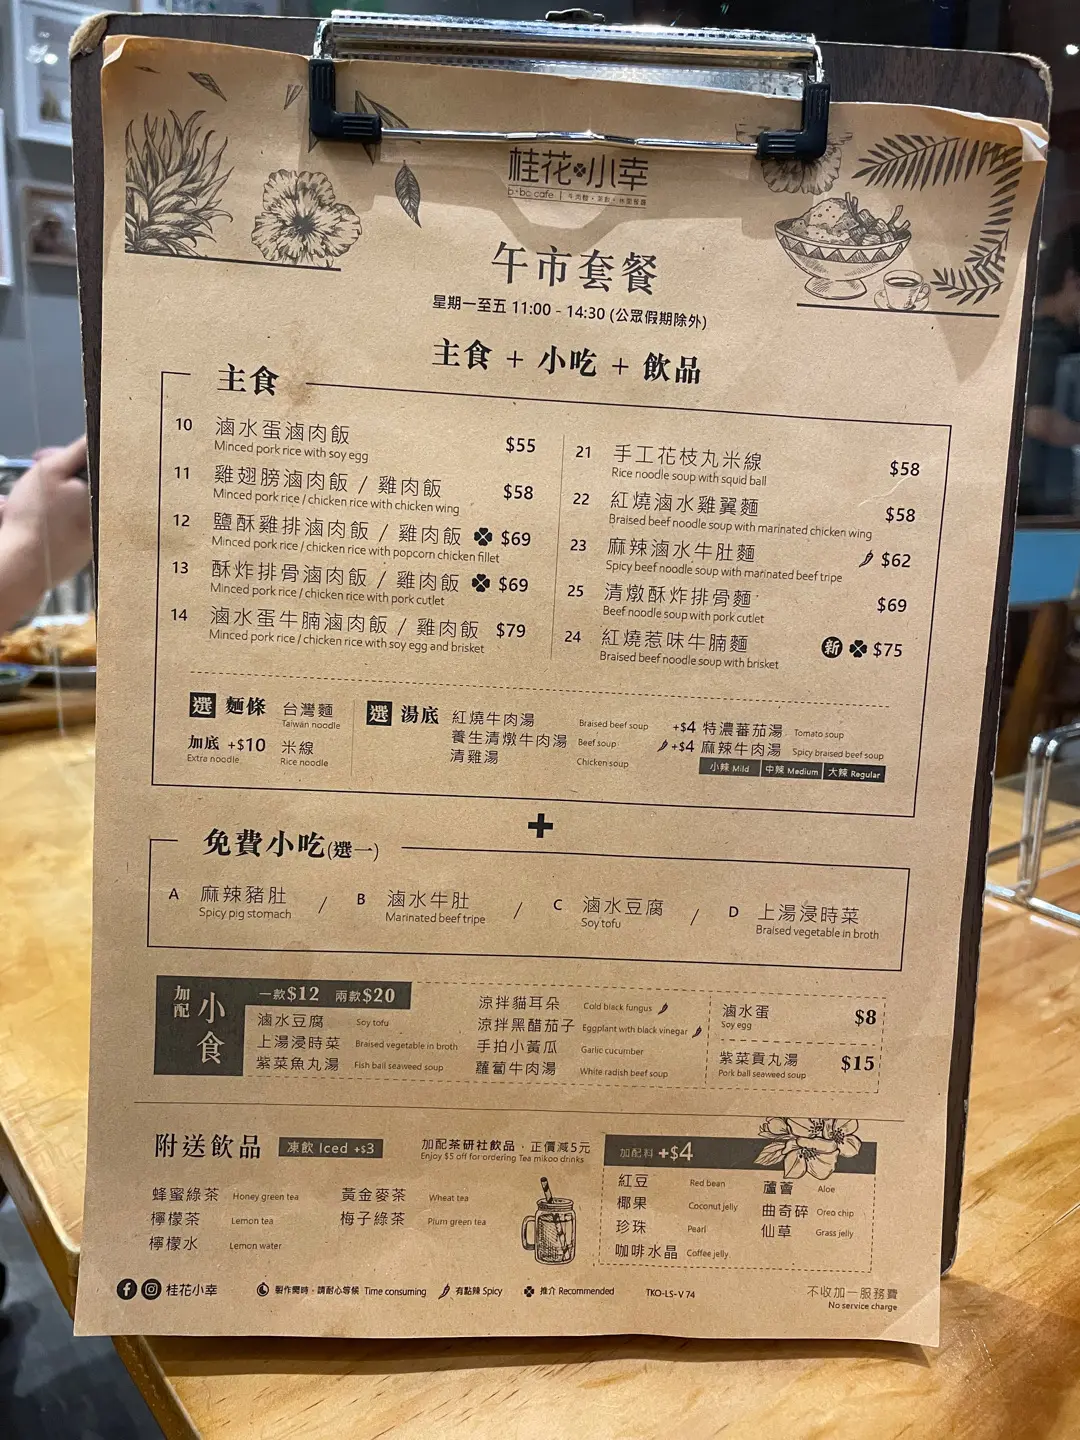 桂花小幸
b•bo cafe | 牛肉麵・茶飲・休閒餐廳
午市套餐
星期一至五 11:00 - 14:30 (公眾假期除外)
主食 + 小吃 + 飲品
主食
10 滷水蛋滷肉飯 $55
Minced pork rice with soy egg
11 雞翅膀滷肉飯 / 雞肉飯 $58
Minced pork rice / chicken rice with chicken wing
12 鹽酥雞排滷肉飯 / 雞肉飯 $69
Minced pork rice / chicken rice with popcorn chicken fillet
13 酥炸排骨滷肉飯 / 雞肉飯 $69
Minced pork rice / chicken rice with pork cutlet
14 滷水蛋牛腩滷肉飯 / 雞肉飯 $79
Minced pork rice / chicken rice with soy egg and brisket
21 手工花枝丸米線 $58
Rice noodle soup with squid ball
22 紅燒滷水雞翼麵 $58
Braised beef noodle soup with marinated chicken wing
23 麻辣滷水牛肚麵 $62
Spicy beef noodle soup with marinated beef tripe
25 清燉酥炸排骨麵 $69
Beef noodle soup with pork cutlet
24 紅燒惹味牛腩麵 新 $75
Braised beef noodle soup with brisket
選 麵條 台灣麵
Taiwan noodle
加底 +$10 米線
Extra noodle Rice noodle
選 湯底 紅燒牛肉湯 Braised beef soup +$4 特濃蕃茄湯 Tomato soup
養生清燉牛肉湯 Beef soup +$4 麻辣牛肉湯 Spicy braised beef soup
清雞湯 Chicken soup 小辣 Mild 中辣 Medium 大辣 Regular
+
免費小吃(選一)
A 麻辣豬肚 / B 滷水牛肚 / C 滷水豆腐 / D 上湯浸時菜
Spicy pig stomach Marinated beef tripe Soy tofu Braised vegetable in broth
加配 小食
一款$12 兩款$20
滷水豆腐 Soy tofu
上湯浸時菜 Braised vegetable in broth
紫菜魚丸湯 Fish ball seaweed soup
涼拌貓耳朵 Cold black fungus
涼拌黑醋茄子 Eggplant with black vinegar
手拍小黃瓜 Garlic cucumber
蘿蔔牛肉湯 White radish beef soup
滷水蛋 $8
Soy egg
紫菜貢丸湯 $15
Pork ball seaweed soup
附送飲品 凍飲 Iced +$3
加配茶研社飲品，正價減5元
Enjoy $5 off for ordering Tea mikoo drinks
蜂蜜綠茶 Honey green tea
檸檬茶 Lemon tea
檸檬水 Lemon water
黃金麥茶 Wheat tea
梅子綠茶 Plum green tea
加配料 +$4
紅豆 Red bean
椰果 Coconut jelly
珍珠 Pearl
咖啡水晶 Coffee jelly
蘆薈 Aloe
曲奇碎 Oreo chip
仙草 Grass jelly
桂花小幸 製作需時，請耐心等候 Time consuming 有點辣 Spicy 推介 Recommended TKO-LS-V74 不收加一服務費
No service charge